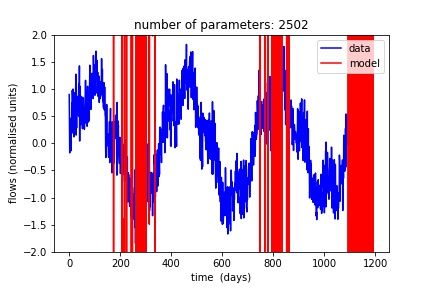 number of parameters: 2502
data
model
flows (normalised units)
2.0
1.5
1.0
0.5
0.0
−0.5
−1.0
−1.5
−2.0
0 200 400 600 800 1000 1200
time (days)